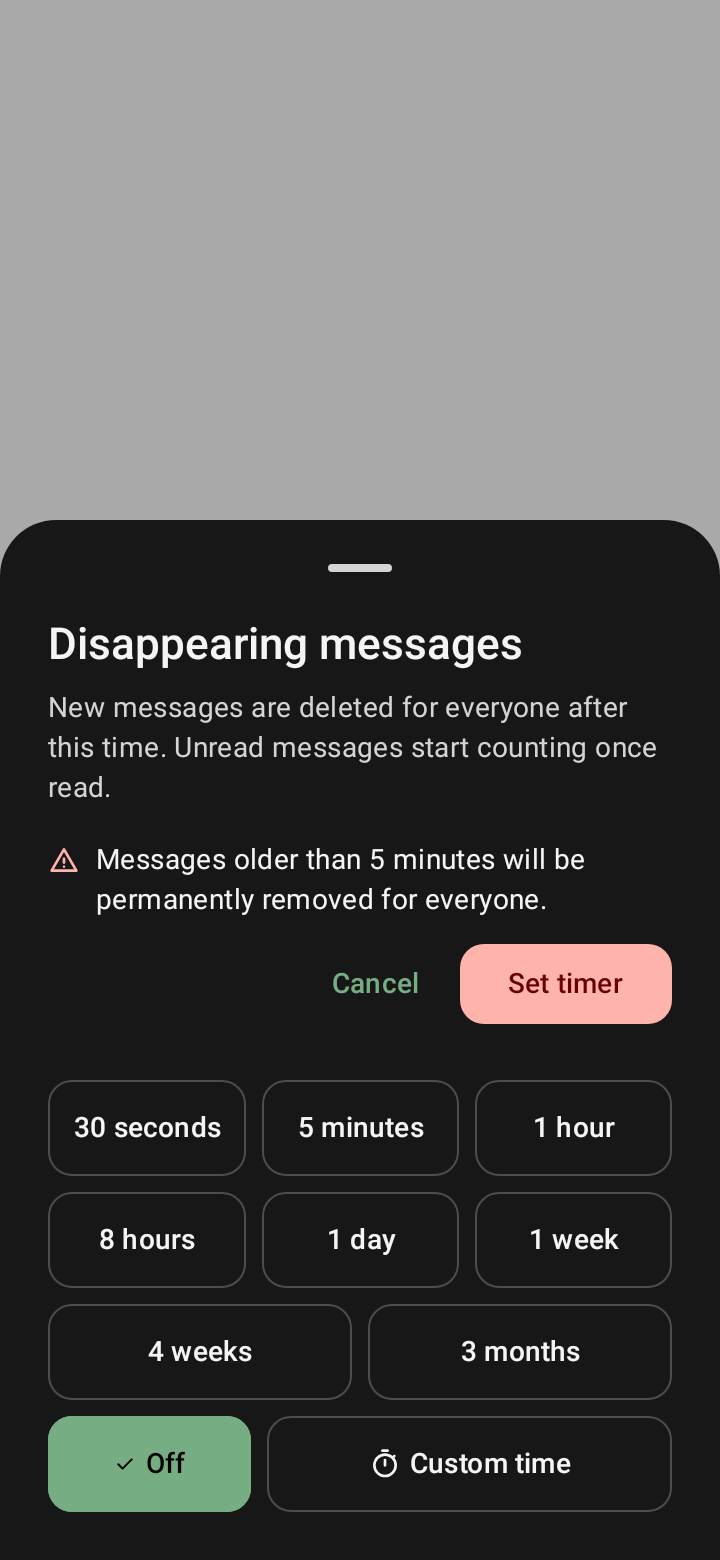 Disappearing messages
New messages are deleted for everyone after
this time. Unread messages start counting once
read.
Messages older than 5 minutes will be
permanently removed for everyone.
Cancel
Set timer
30 seconds
5 minutes
1 hour
8 hours
1 day
1 week
4 weeks
3 months
Off
Custom time